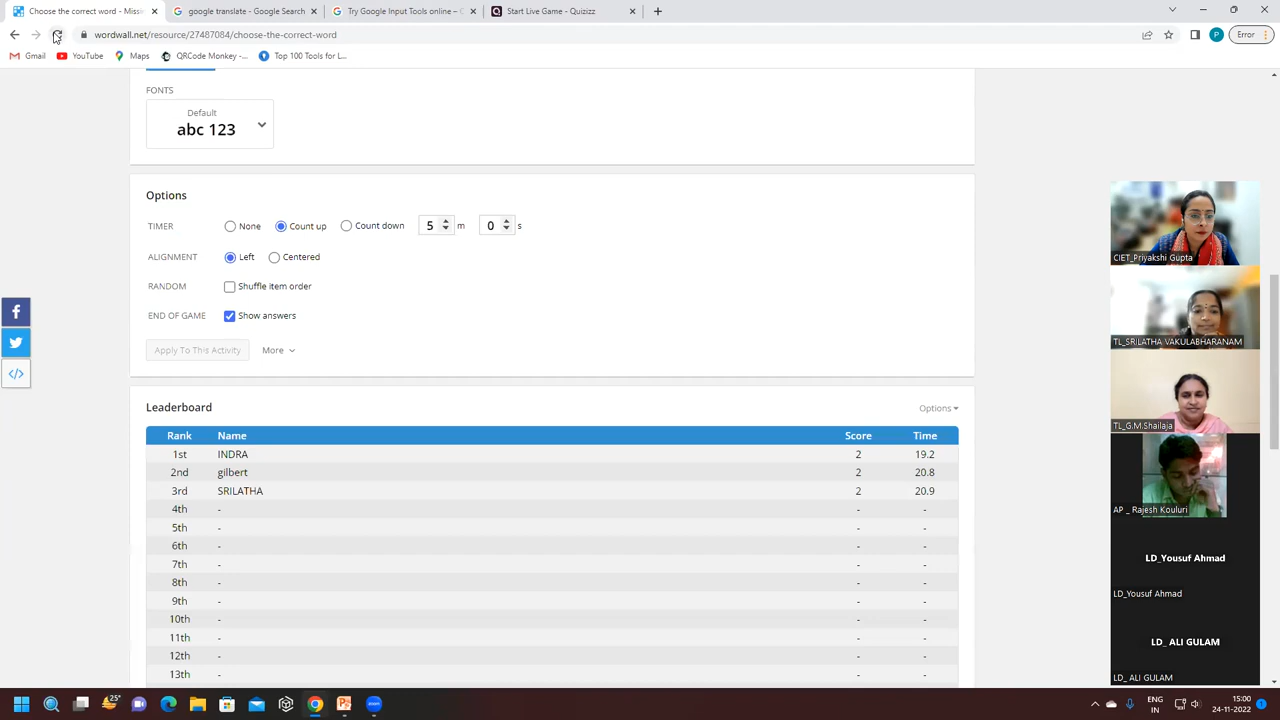 Choose the correct word - Miss
google translate - Google Search
Try Google Input Tools online – G
Start Live Game - Quizizz
wordwall.net/resource/27487084/choose-the-correct-word
Error
Gmail
YouTube
Maps
QRCode Monkey -...
Top 100 Tools for L...
FONTS
Default
abc 123
Options
TIMER None Count up Count down 5 m 0 s
ALIGNMENT Left Centered
RANDOM Shuffle item order
END OF GAME Show answers
Apply To This Activity More
Leaderboard
Options
Rank Name Score Time
1st INDRA 2 19.2
2nd gilbert 2 20.8
3rd SRILATHA 2 20.9
4th - - -
5th - - -
6th - - -
7th - - -
8th - - -
9th - - -
10th - - -
11th - - -
12th - - -
13th - - -
CIET_Priyakshi Gupta
TL_SRILATHA VAKULABHARANAM
TL_G.M.Shailaja
AP _ Rajesh Kouluri
LD_Yousuf Ahmad
LD_Yousuf Ahmad
LD_ ALI GULAM
LD_ ALI GULAM
25°
ENG
IN
15:00
24-11-2022